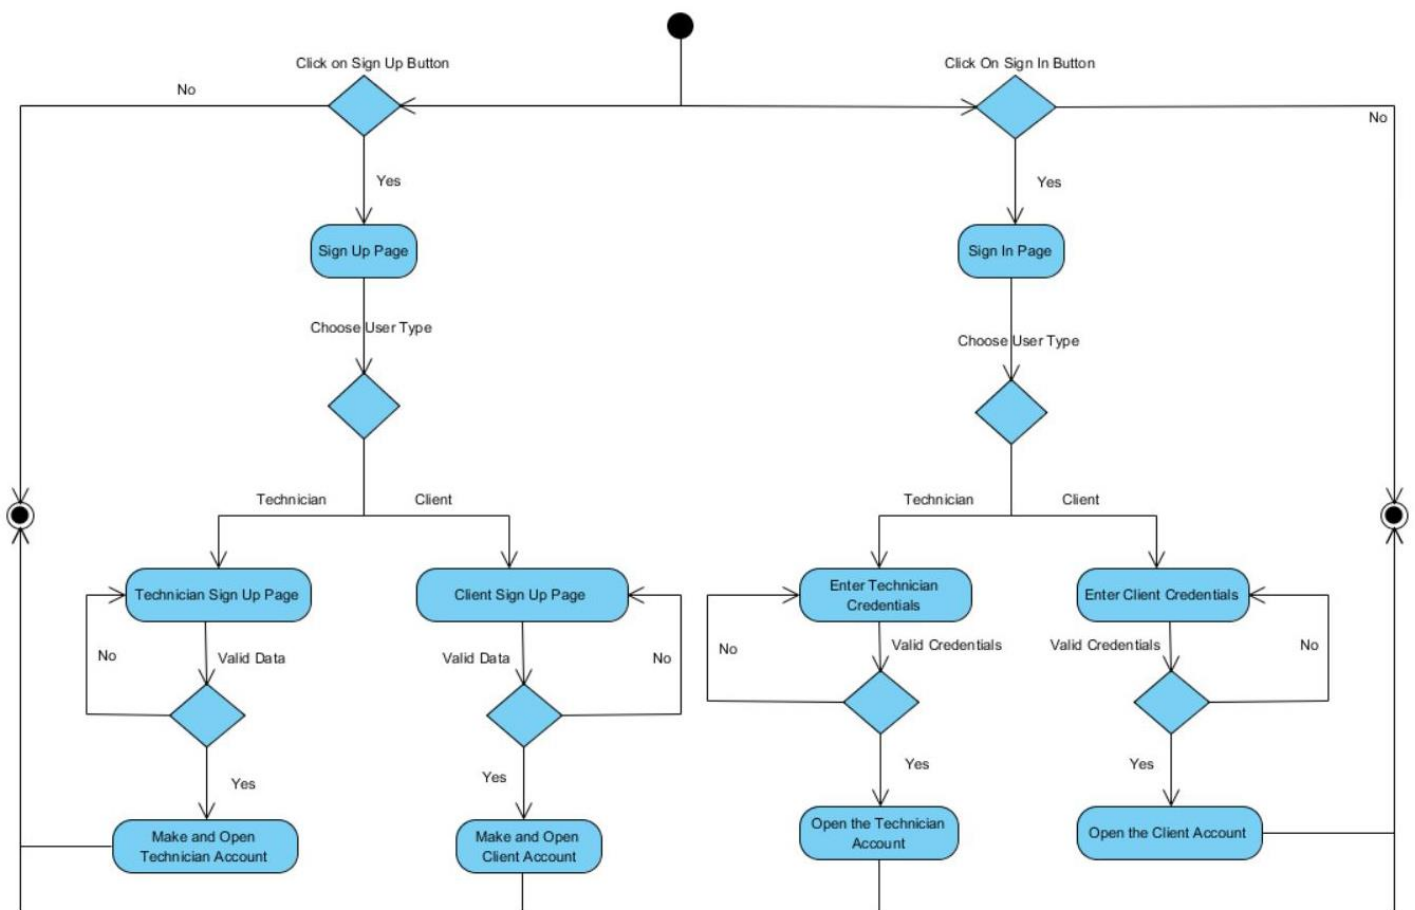 Click on Sign Up Button
Click On Sign In Button
No
No
Yes
Yes
Sign Up Page
Sign In Page
Choose User Type
Choose User Type
Technician
Client
Technician
Client
Technician Sign Up Page
Client Sign Up Page
Enter Technician
Credentials
Enter Client Credentials
No
Valid Data
Valid Data
No
No
Valid Credentials
Valid Credentials
No
Yes
Yes
Yes
Yes
Make and Open
Technician Account
Make and Open
Client Account
Open the Technician
Account
Open the Client Account